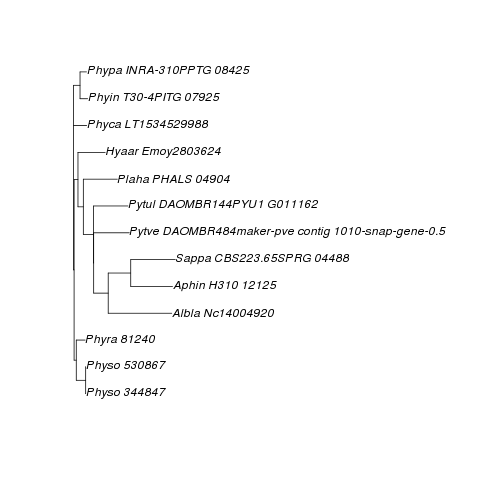 Phypa INRA-310PPTG 08425
Phyin T30-4PITG 07925
Phyca LT1534529988
Hyaar Emoy2803624
Plaha PHALS 04904
Pytul DAOMBR144PYU1 G011162
Pytve DAOMBR484maker-pve contig 1010-snap-gene-0.5
Sappa CBS223.65SPRG 04488
Aphin H310 12125
Albla Nc14004920
Phyra 81240
Physo 530867
Physo 344847